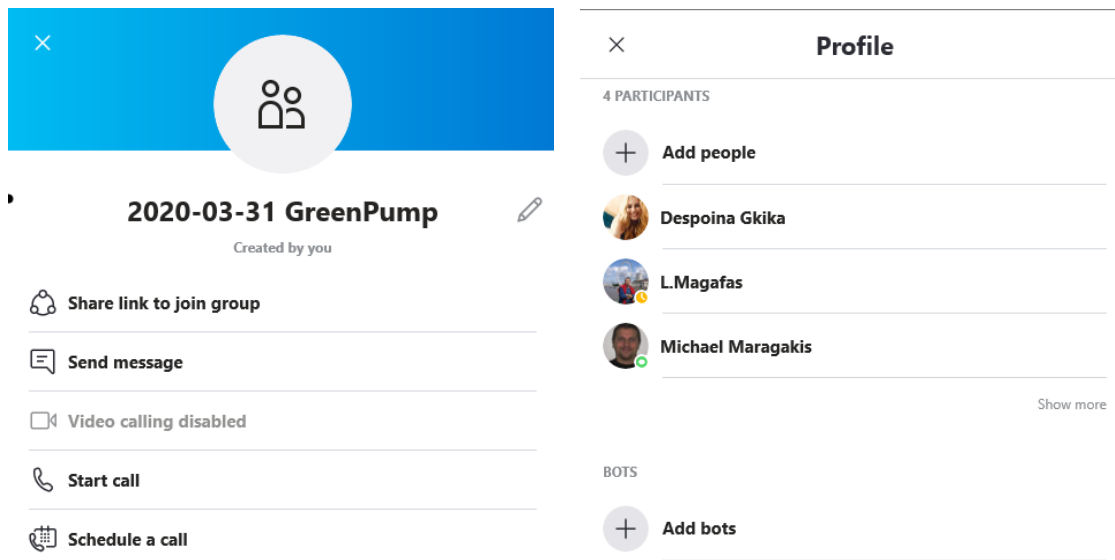 2020-03-31 GreenPump
Created by you
Share link to join group
Send message
Video calling disabled
Start call
Schedule a call
Profile
4 PARTICIPANTS
Add people
Despoina Gkika
L.Magafas
Michael Maragakis
Show more
BOTS
Add bots